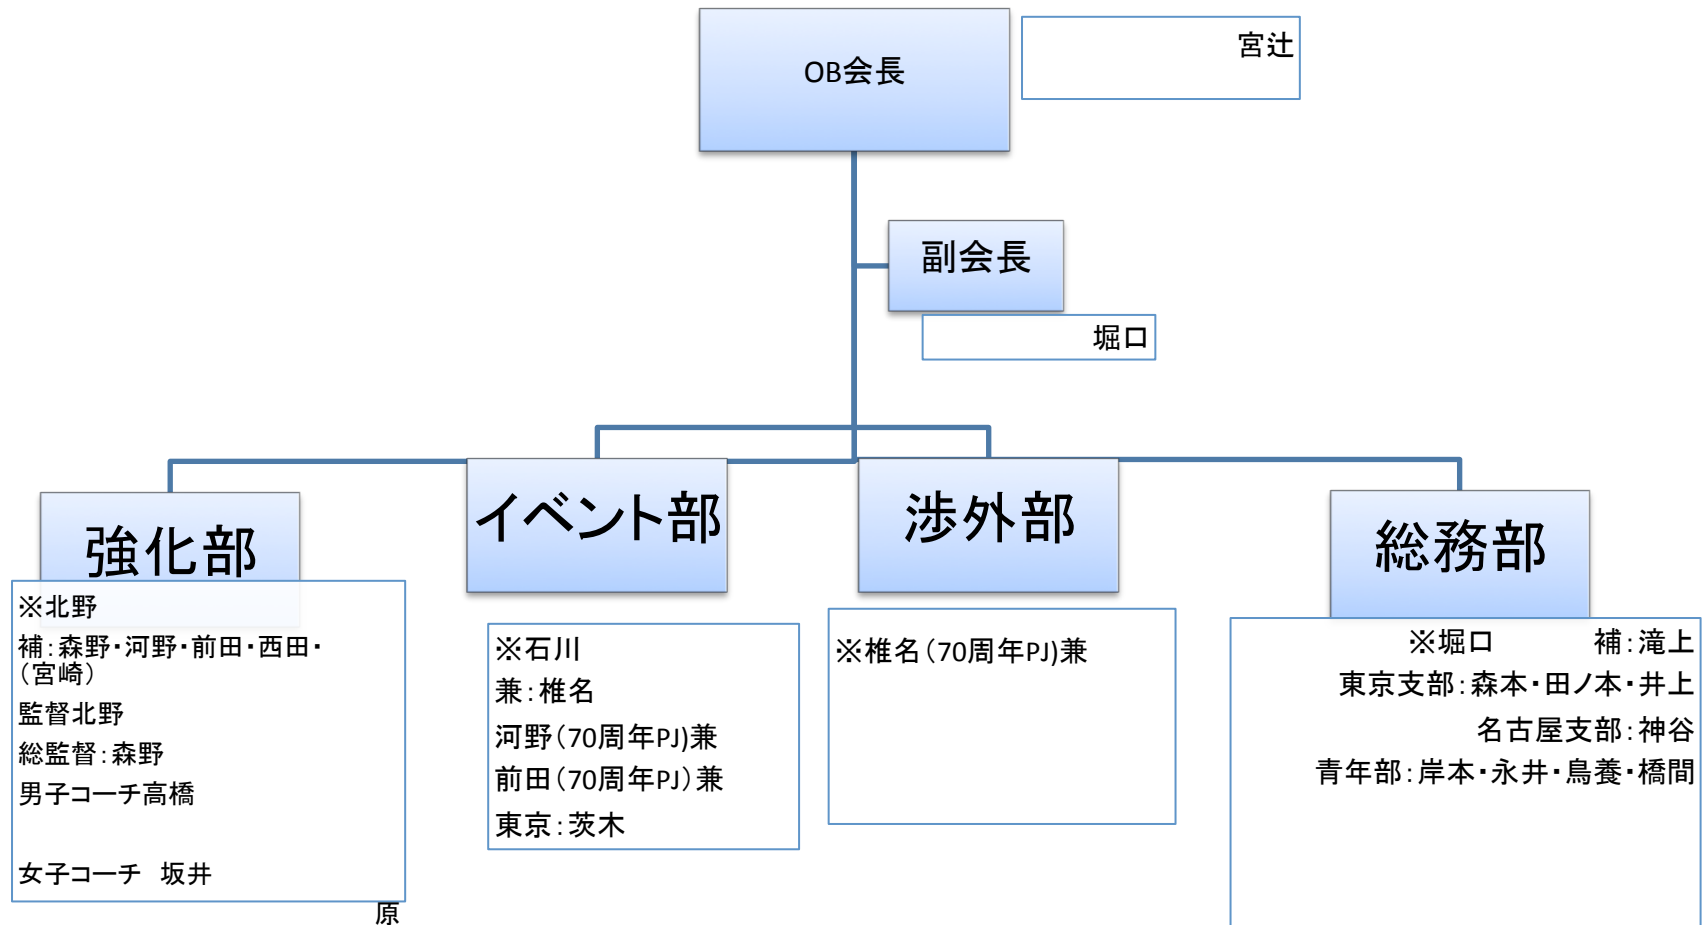 OB会長
宮辻
副会長
堀口
強化部
※北野
補：森野・河野・前田・西田・
（宮崎）
監督北野
総監督：森野
男子コーチ高橋
女子コーチ　坂井
原
イベント部
※石川
兼：椎名
河野（70周年PJ)兼
前田（70周年PJ）兼
東京：茨木
渉外部
※椎名（70周年PJ)兼
総務部
※堀口　　　補：滝上
東京支部：森本・田ノ本・井上
名古屋支部：神谷
青年部：岸本・永井・鳥養・橋間